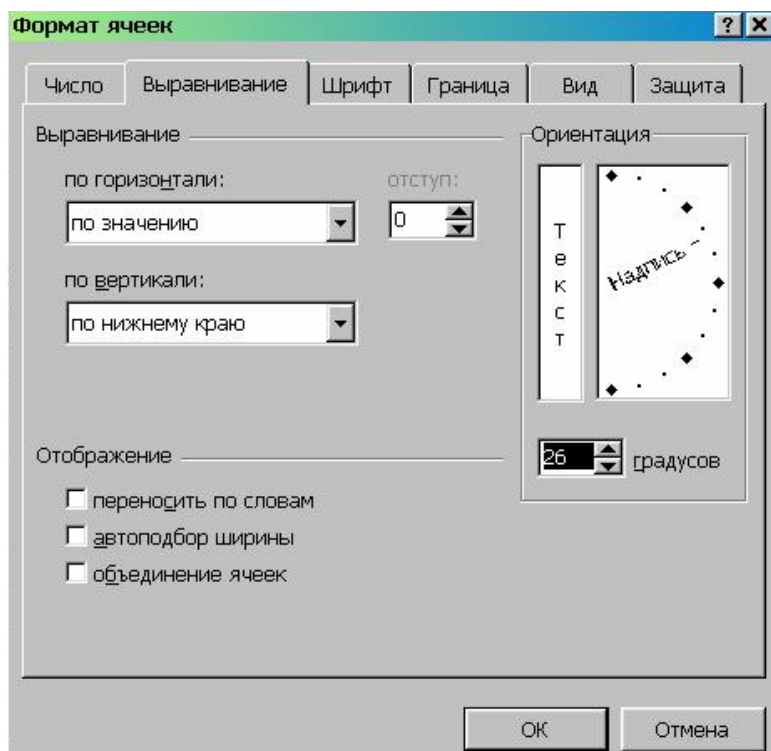 Формат ячеек
Число Выравнивание Шрифт Граница Вид Защита
Выравнивание
по горизонтали:
отступ:
по значению
0
по вертикали:
по нижнему краю
Ориентация
Текст
Надпись
26 градусов
Отображение
переносить по словам
автоподбор ширины
объединение ячеек
ОК Отмена